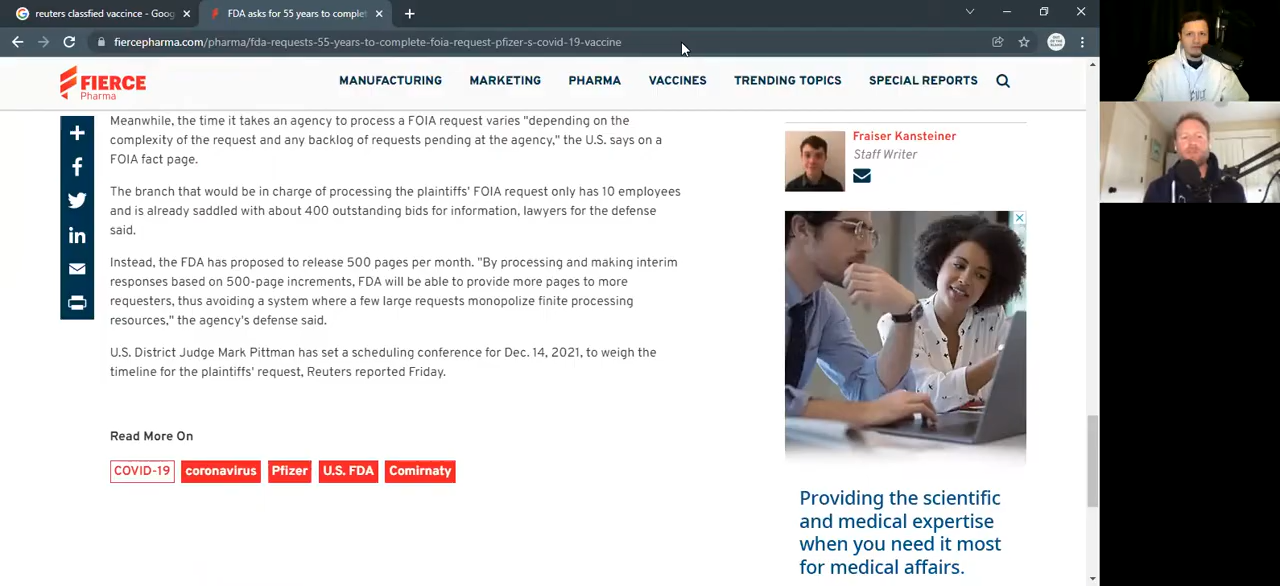 reuters classfied vaccince - Goog
FDA asks for 55 years to complet
fiercepharma.com/pharma/fda-requests-55-years-to-complete-foia-request-pfizer-s-covid-19-vaccine
FIERCE
Pharma
MANUFACTURING
MARKETING
PHARMA
VACCINES
TRENDING TOPICS
SPECIAL REPORTS
Meanwhile, the time it takes an agency to process a FOIA request varies "depending on the
complexity of the request and any backlog of requests pending at the agency," the U.S. says on a
FOIA fact page.
The branch that would be in charge of processing the plaintiffs' FOIA request only has 10 employees
and is already saddled with about 400 outstanding bids for information, lawyers for the defense
said.
Instead, the FDA has proposed to release 500 pages per month. "By processing and making interim
responses based on 500-page increments, FDA will be able to provide more pages to more
requesters, thus avoiding a system where a few large requests monopolize finite processing
resources," the agency's defense said.
U.S. District Judge Mark Pittman has set a scheduling conference for Dec. 14, 2021, to weigh the
timeline for the plaintiffs' request, Reuters reported Friday.
Read More On
COVID-19
coronavirus
Pfizer
U.S. FDA
Comirnaty
Fraiser Kansteiner
Staff Writer
Providing the scientific
and medical expertise
when you need it most
for medical affairs.